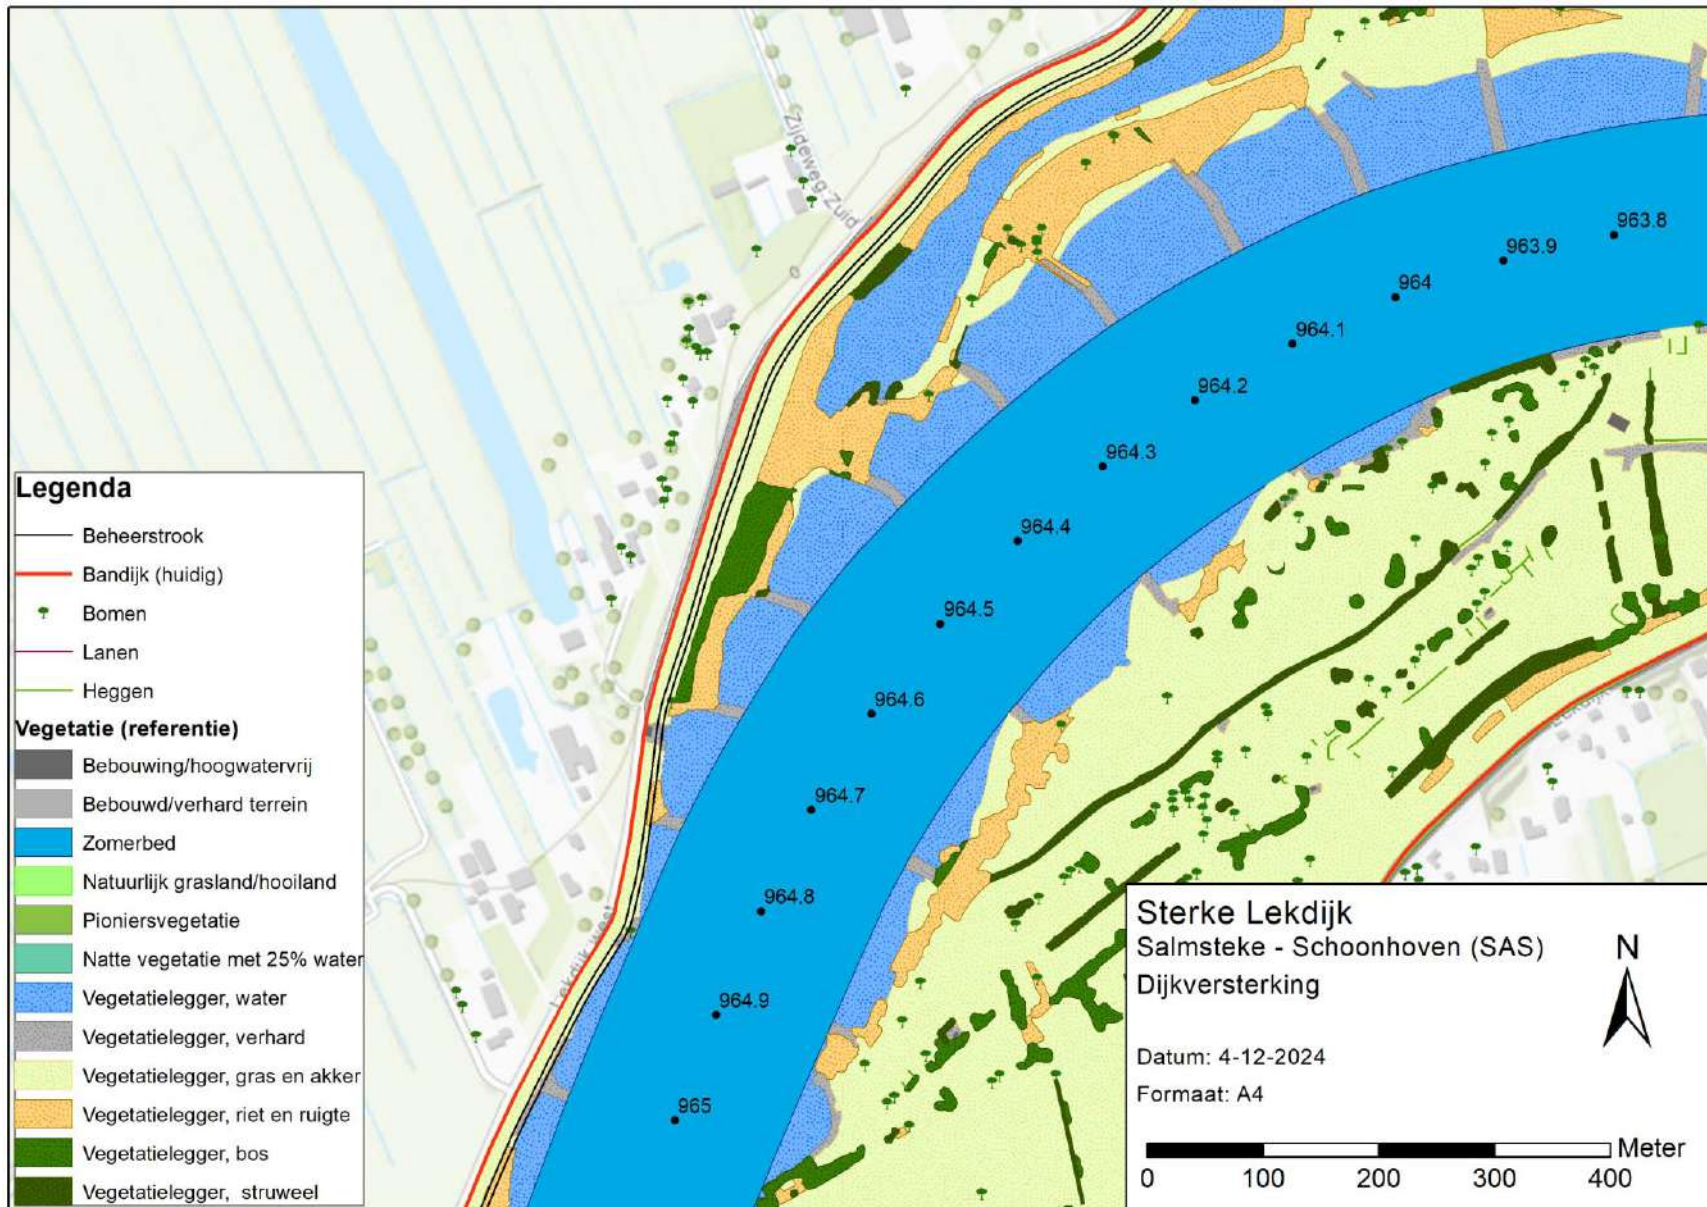 Zijdeweg-Zuid
963.8
963.9
964
964.1
964.2
964.3
964.4
964.5
964.6
964.7
964.8
964.9
965
Lekdijk west
Legenda
Beheerstrook
Bandijk (huidig)
Bomen
Lanen
Heggen
Vegetatie (referentie)
Bebouwing/hoogwatervrij
Bebouwd/verhard terrein
Zomerbed
Natuurlijk grasland/hooiland
Pioniersvegetatie
Natte vegetatie met 25% water
Vegetatielegger, water
Vegetatielegger, verhard
Vegetatielegger, gras en akker
Vegetatielegger, riet en ruigte
Vegetatielegger, bos
Vegetatielegger, struweel
Sterke Lekdijk
Salmsteke - Schoonhoven (SAS)
Dijkversterking
N
Datum: 4-12-2024
Formaat: A4
Meter
0 100 200 300 400